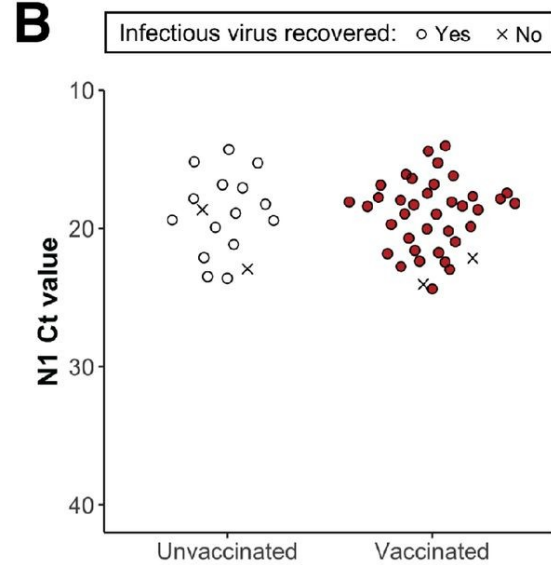 B
Infectious virus recovered: ○ Yes × No
10
20
30
40
N1 Ct value
Unvaccinated Vaccinated